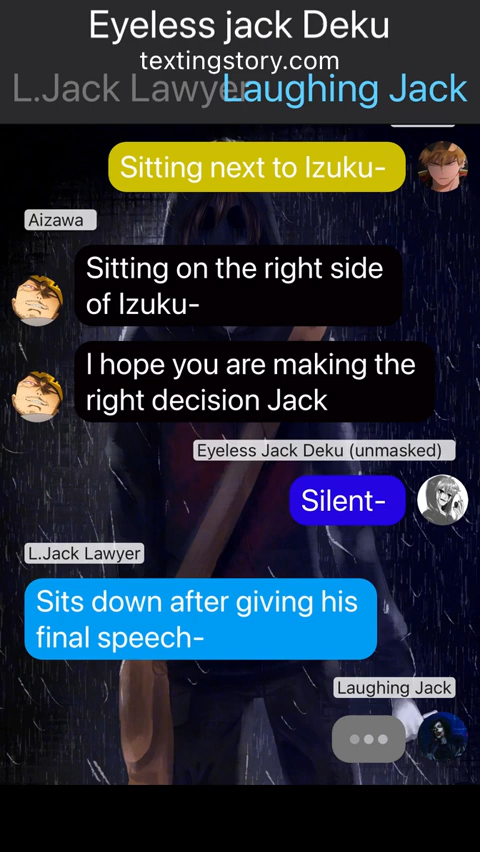 Eyeless jack Deku
textingstory.com
L.Jack Lawyer Laughing Jack
Sitting next to Izuku-
Aizawa
Sitting on the right side
of Izuku-
I hope you are making the
right decision Jack
Eyeless Jack Deku (unmasked)
Silent-
L.Jack Lawyer
Sits down after giving his
final speech-
Laughing Jack